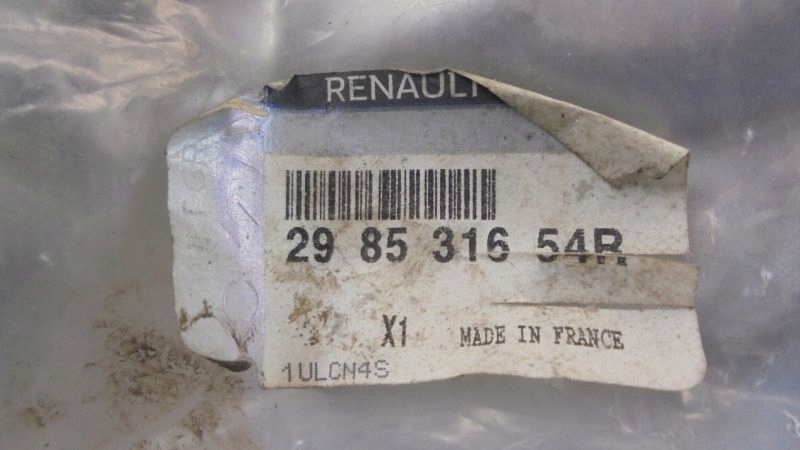 RENAULT
29 85 316 54R
X1 MADE IN FRANCE
1ULCN4S